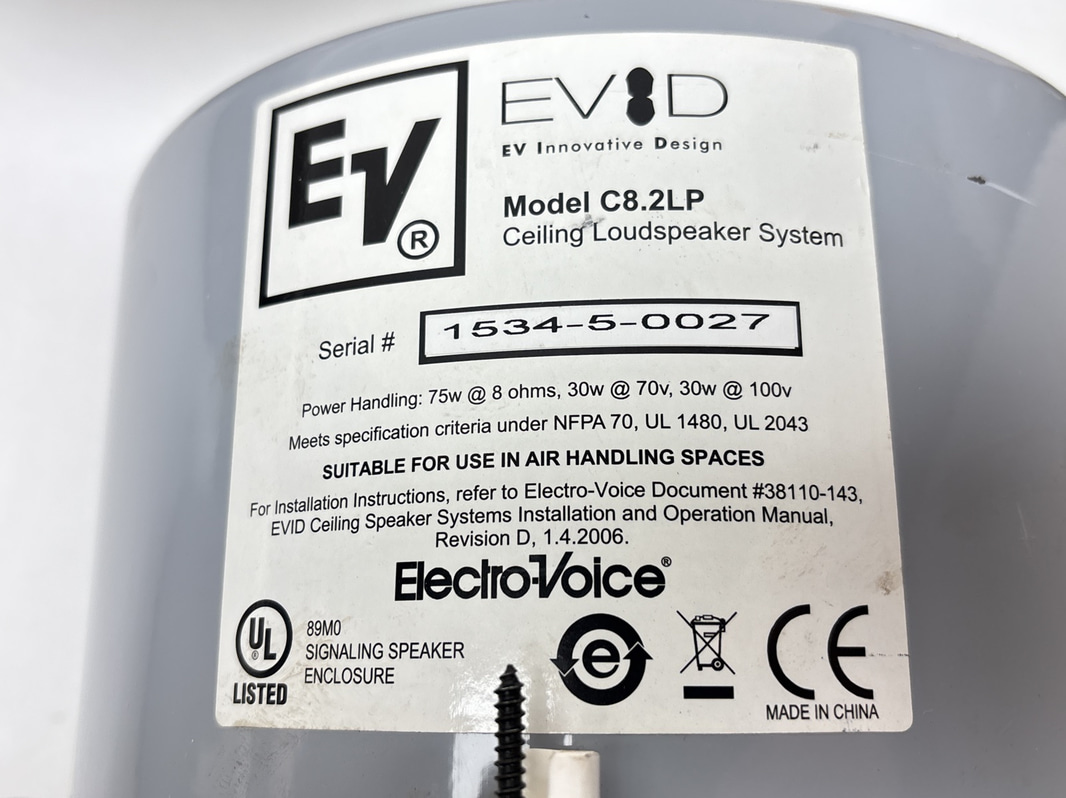 EV®
EVID
EV Innovative Design
Model C8.2LP
Ceiling Loudspeaker System
Serial # 1534-5-0027
Power Handling: 75w @ 8 ohms, 30w @ 70v, 30w @ 100v
Meets specification criteria under NFPA 70, UL 1480, UL 2043
SUITABLE FOR USE IN AIR HANDLING SPACES
For Installation Instructions, refer to Electro-Voice Document #38110-143,
EVID Ceiling Speaker Systems Installation and Operation Manual,
Revision D, 1.4.2006.
Electro-Voice®
UL®
LISTED
89M0
SIGNALING SPEAKER
ENCLOSURE
e
CE
MADE IN CHINA